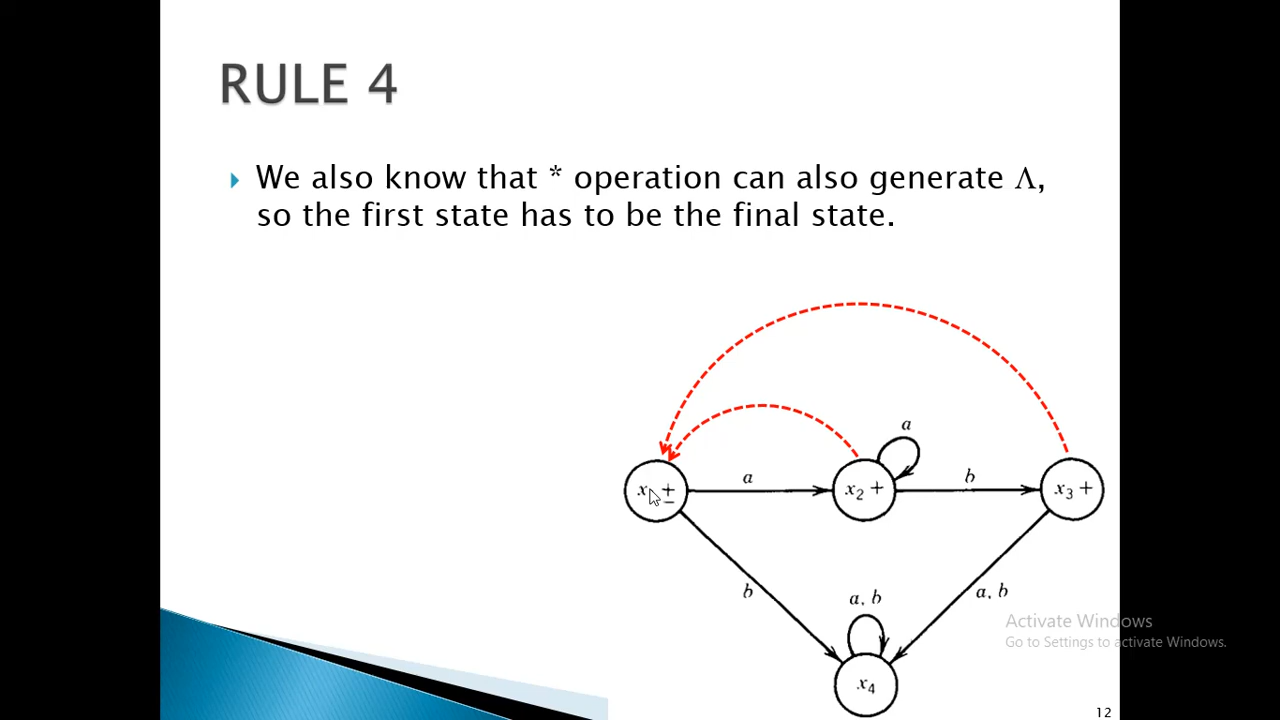 RULE 4
We also know that * operation can also generate Λ,
so the first state has to be the final state.
a
x ±
a
x₂ +
b
x₃ +
b
a, b
a, b
x₄
Activate Windows
Go to Settings to activate Windows.
12